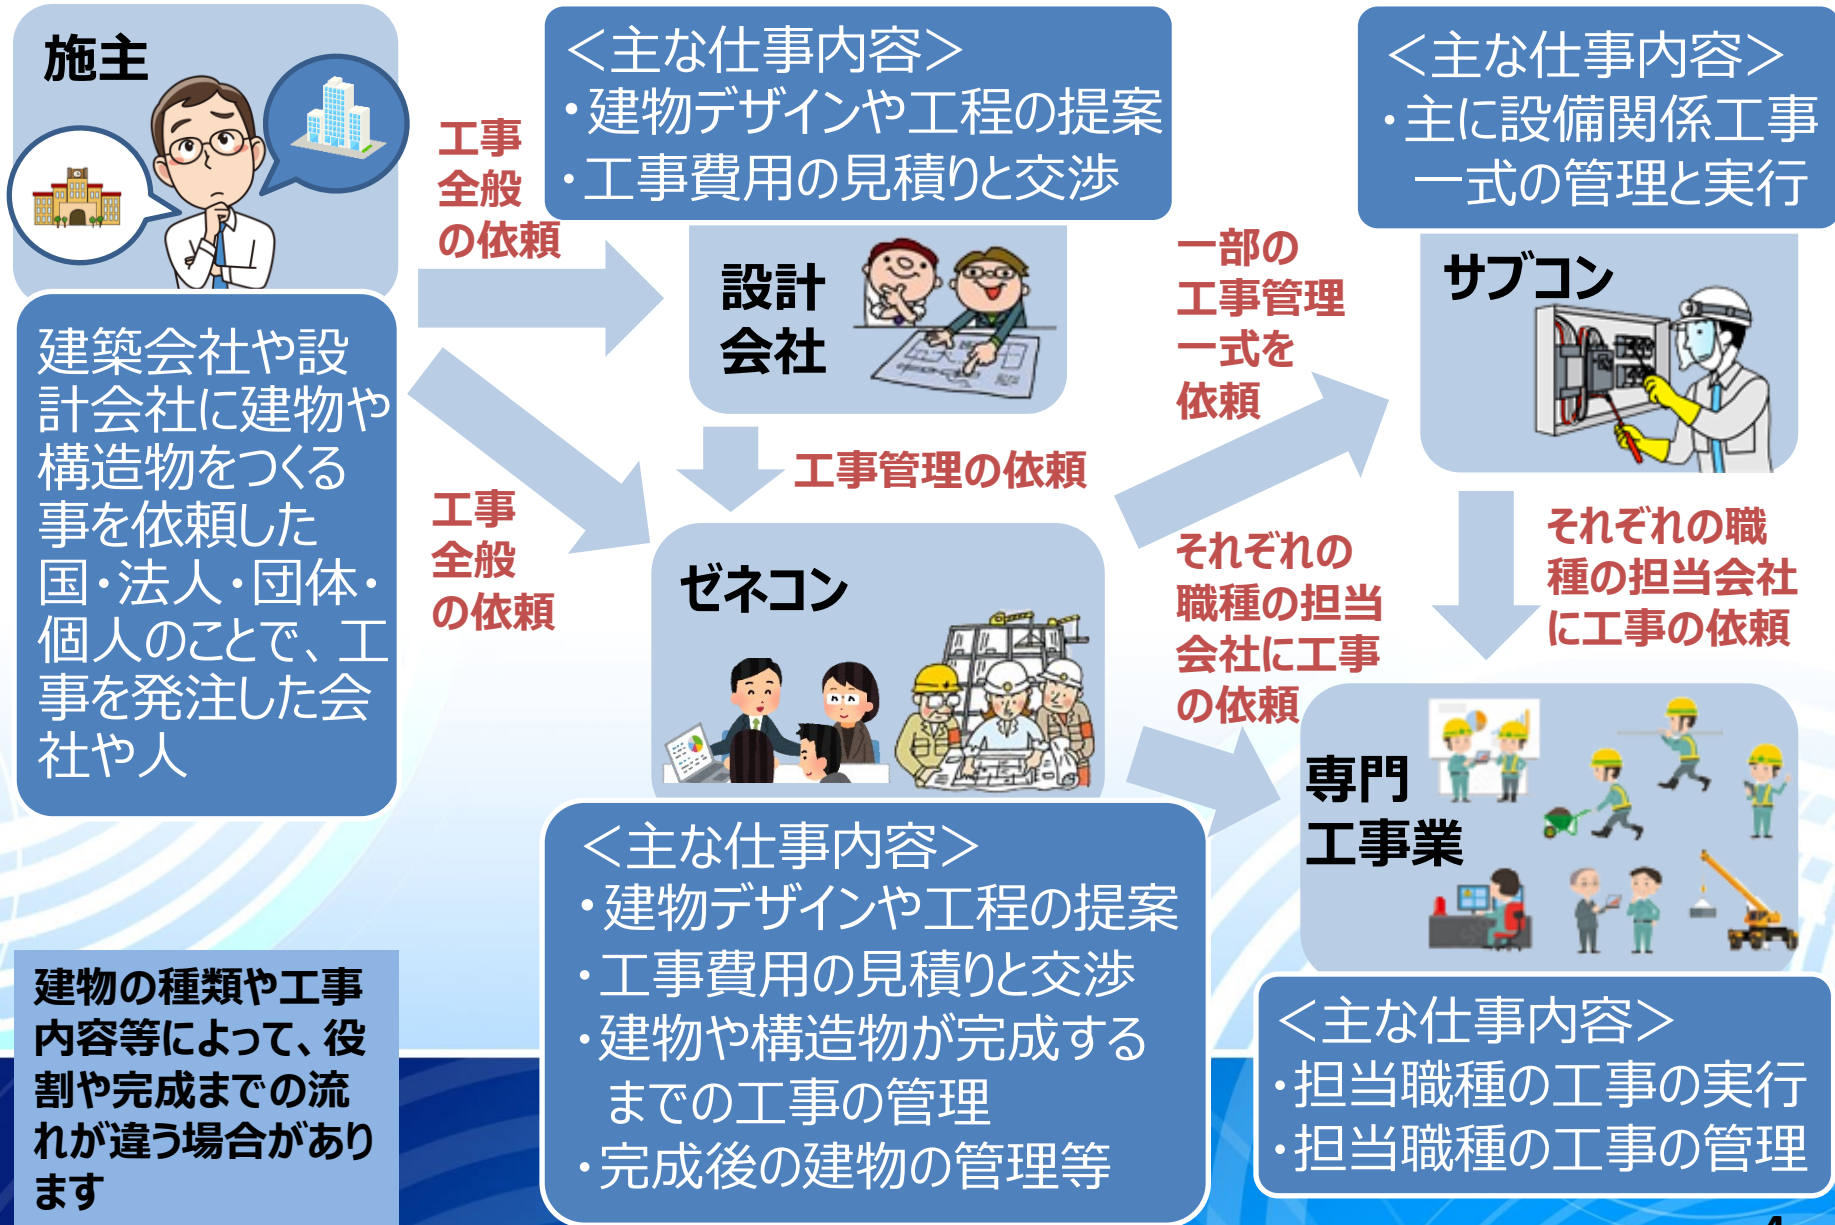 施主
建築会社や設
計会社に建物や
構造物をつくる
事を依頼した
国・法人・団体・
個人のことで、工
事を発注した会
社や人
建物の種類や工事
内容等によって、役
割や完成までの流
れが違う場合があり
ます
工事
全般
の依頼
工事
全般
の依頼
＜主な仕事内容＞
・建物デザインや工程の提案
・工事費用の見積りと交渉
設計
会社
工事管理の依頼
ゼネコン
＜主な仕事内容＞
・建物デザインや工程の提案
・工事費用の見積りと交渉
・建物や構造物が完成する
までの工事の管理
・完成後の建物の管理等
一部の
工事管理
一式を
依頼
それぞれの
職種の担当
会社に工事
の依頼
＜主な仕事内容＞
・主に設備関係工事
一式の管理と実行
サブコン
それぞれの職
種の担当会社
に工事の依頼
専門
工事業
＜主な仕事内容＞
・担当職種の工事の実行
・担当職種の工事の管理